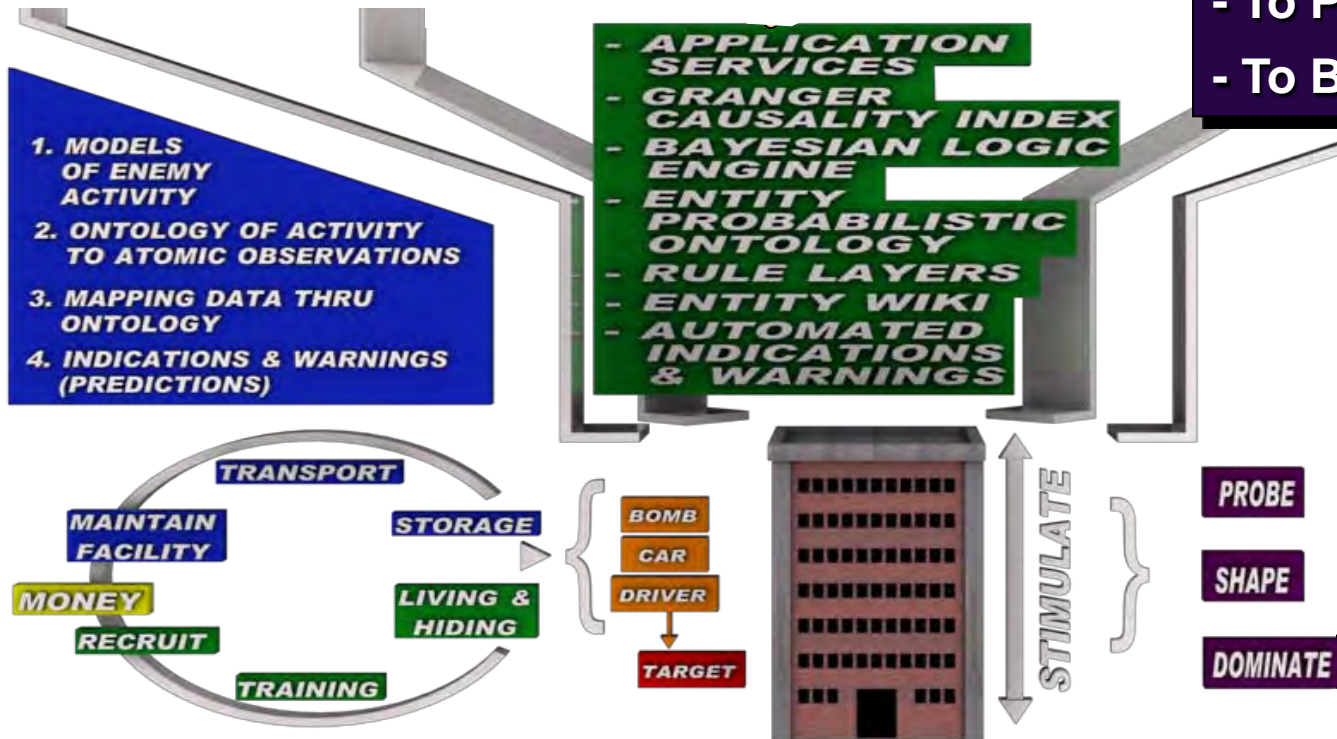 - To
- To B
- APPLICATION
SERVICES
- GRANGER
CAUSALITY INDEX
- BAYESIAN LOGIC
ENGINE
- ENTITY
PROBABILISTIC
ONTOLOGY
- RULE LAYERS
- ENTITY WIKI
- AUTOMATED
INDICATIONS
& WARNINGS
1. MODELS
OF ENEMY
ACTIVITY
2. ONTOLOGY OF ACTIVITY
TO ATOMIC OBSERVATIONS
3. MAPPING DATA THRU
ONTOLOGY
4. INDICATIONS & WARNINGS
(PREDICTIONS)
TRANSPORT
MAINTAIN
FACILITY
STORAGE
MONEY
RECRUIT
LIVING &
HIDING
TRAINING
BOMB
CAR
DRIVER
TARGET
STIMULATE
PROBE
SHAPE
DOMINATE